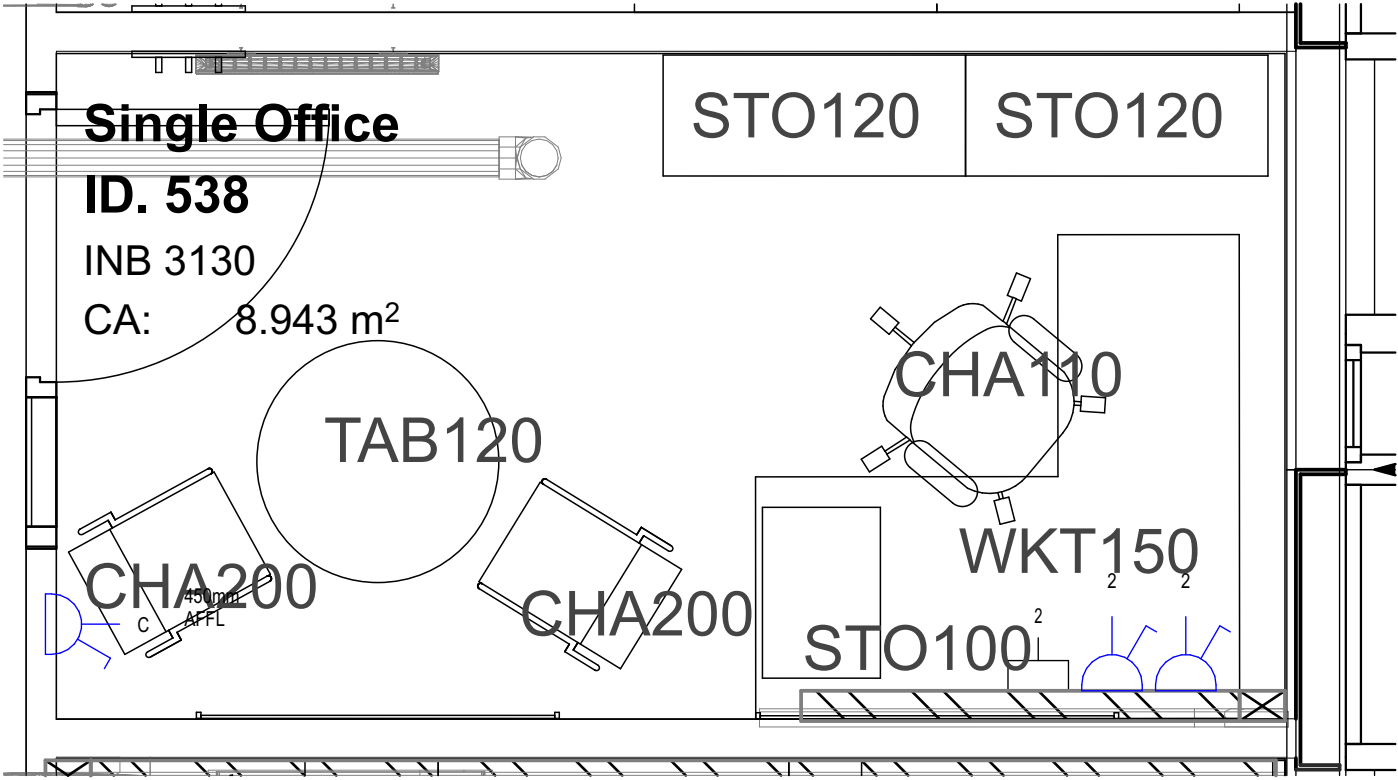 STO120 STO120
Single Office
ID. 538
INB 3130
CA: 8.943 m²
CHA110
TAB120
WKT150
CHA200
450mm
AFFL
C
CHA200
2 2
2
STO100